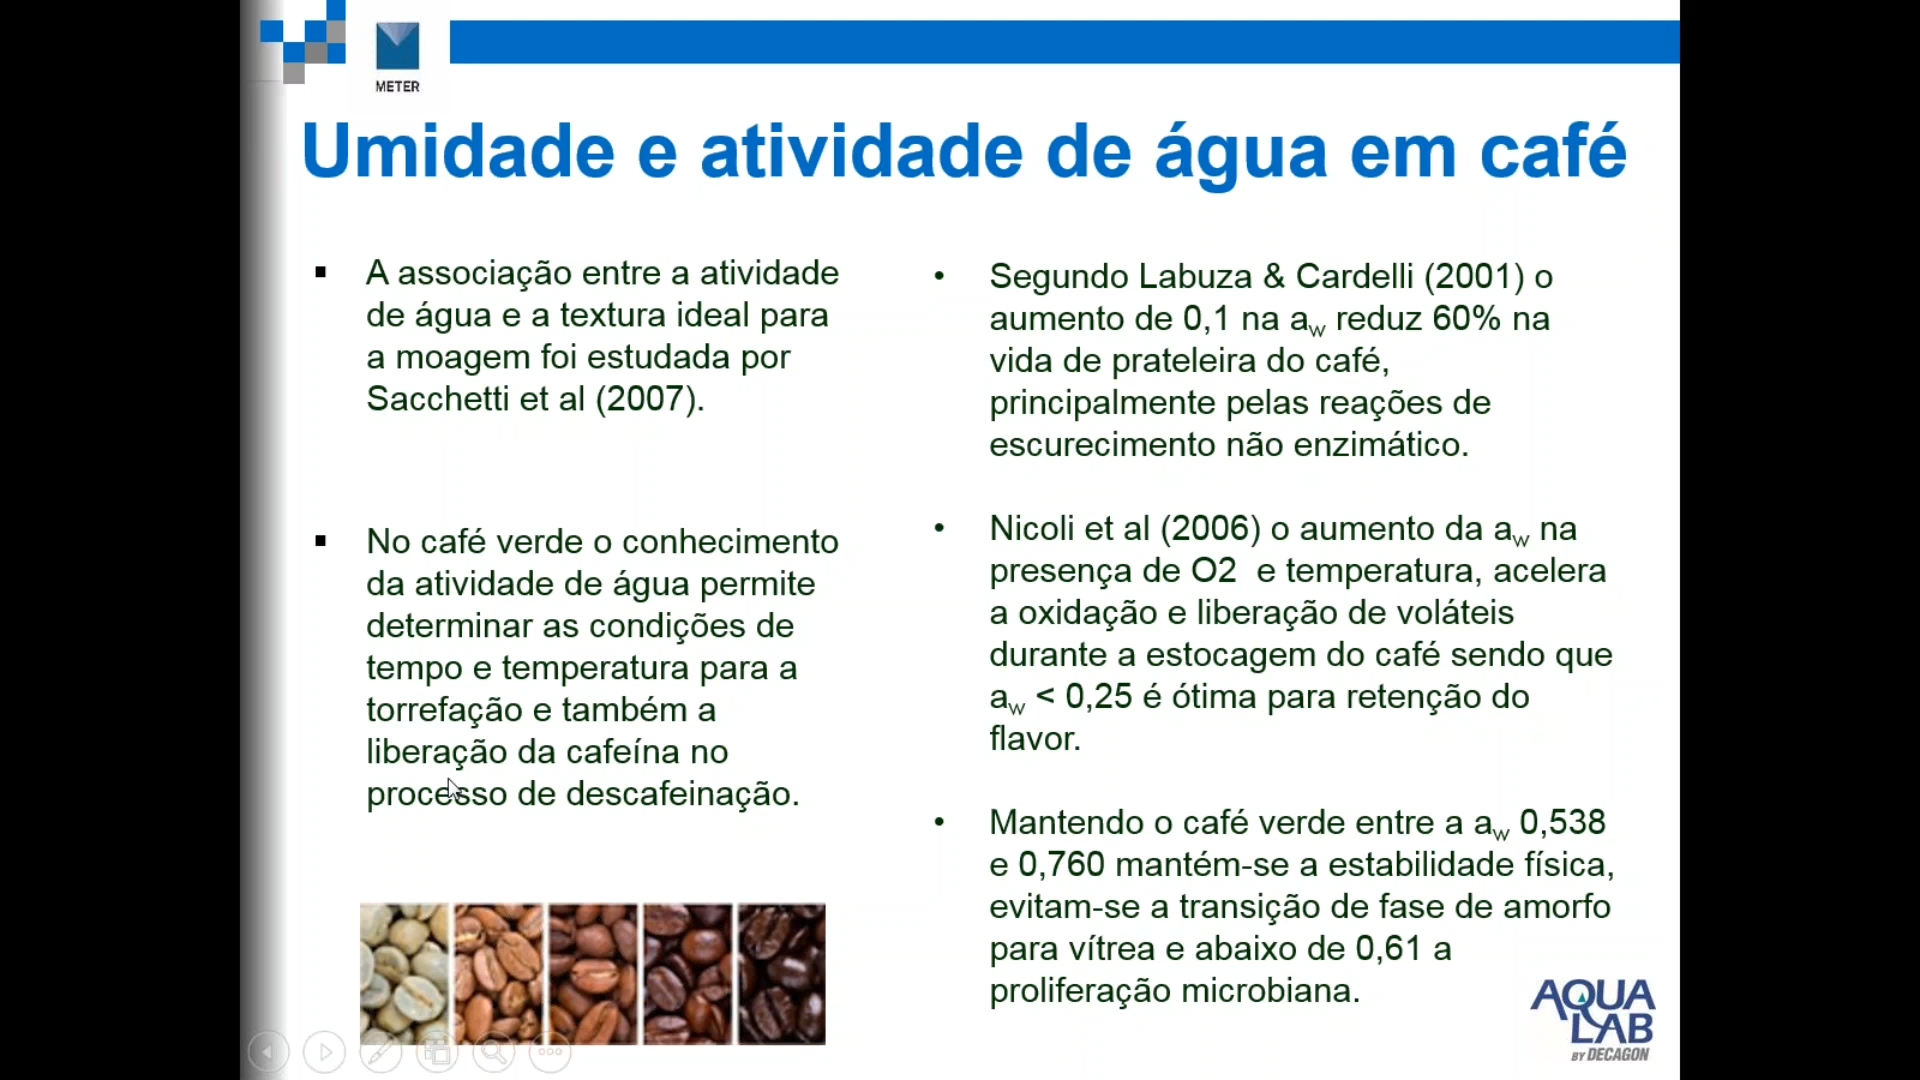 METER
Umidade e atividade de água em café
A associação entre a atividade
de água e a textura ideal para
a moagem foi estudada por
Sacchetti et al (2007).
No café verde o conhecimento
da atividade de água permite
determinar as condições de
tempo e temperatura para a
torrefação e também a
liberação da cafeína no
processo de descafeinação.
Segundo Labuza & Cardelli (2001) o
aumento de 0,1 na aw reduz 60% na
vida de prateleira do café,
principalmente pelas reações de
escurecimento não enzimático.
Nicoli et al (2006) o aumento da aw na
presença de O2 e temperatura, acelera
a oxidação e liberação de voláteis
durante a estocagem do café sendo que
aw < 0,25 é ótima para retenção do
flavor.
Mantendo o café verde entre a aw 0,538
e 0,760 mantém-se a estabilidade física,
evitam-se a transição de fase de amorfo
para vítrea e abaixo de 0,61 a
proliferação microbiana.
AQUA
LAB
BY DECAGON